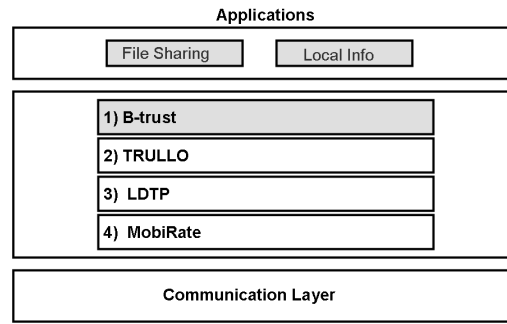 Applications
File Sharing Local Info
1) B-trust
2) TRULLO
3) LDTP
4) MobiRate
Communication Layer